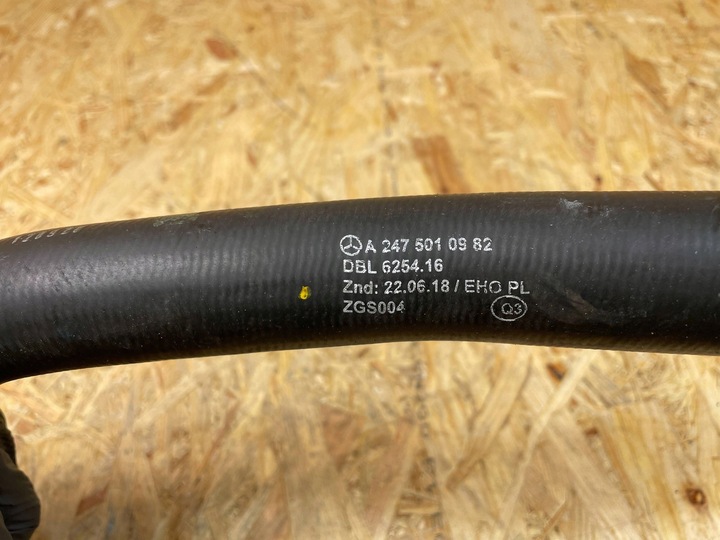 A 247 501 09 82
DBL 6254.16
Znd: 22.06.18 / EHO PL
ZGS004 Q3